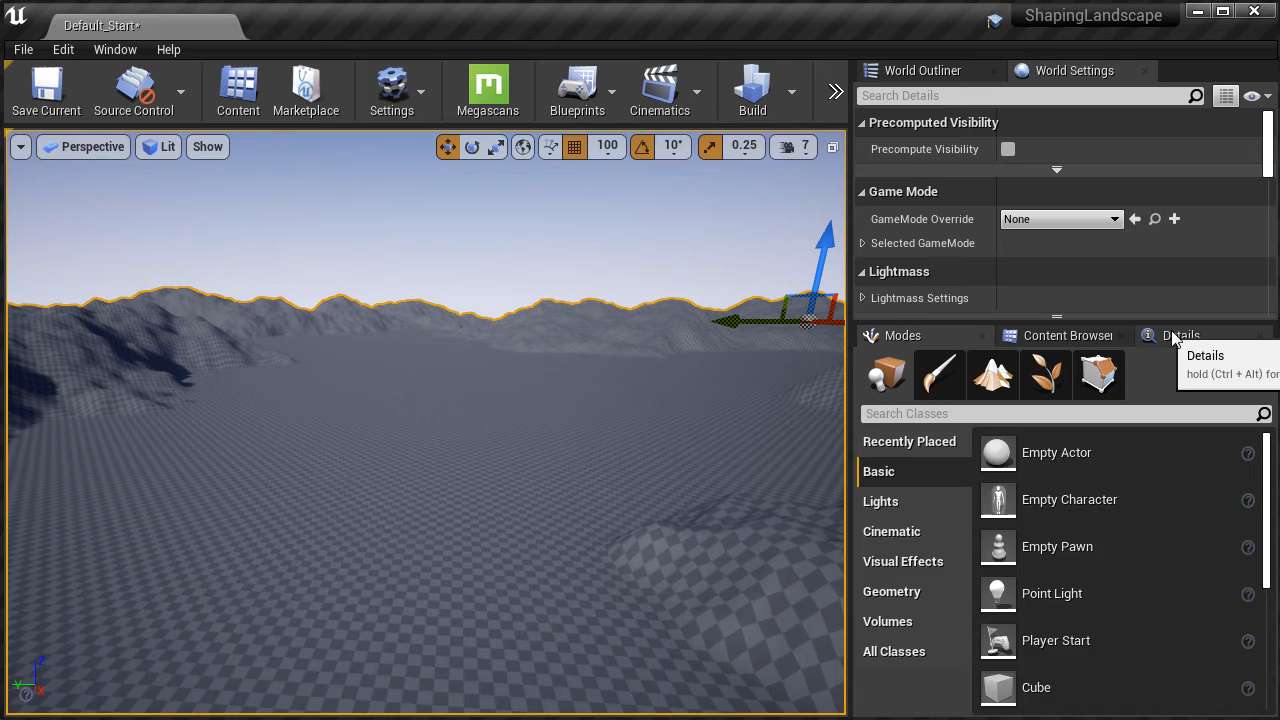 Default_Start*
ShapingLandscape
File Edit Window Help
Save Current
Source Control
Content
Marketplace
Settings
Megascans
Blueprints
Cinematics
Build
World Outliner
World Settings
Search Details
Precomputed Visibility
Precompute Visibility
Game Mode
GameMode Override
None
Selected GameMode
Lightmass
Lightmass Settings
Perspective
Lit
Show
100
10°
0.25
7
Modes
Content Browser
Details
Details
hold (Ctrl + Alt) for
Search Classes
Recently Placed
Basic
Lights
Cinematic
Visual Effects
Geometry
Volumes
All Classes
Empty Actor
Empty Character
Empty Pawn
Point Light
Player Start
Cube
Z
Y
X